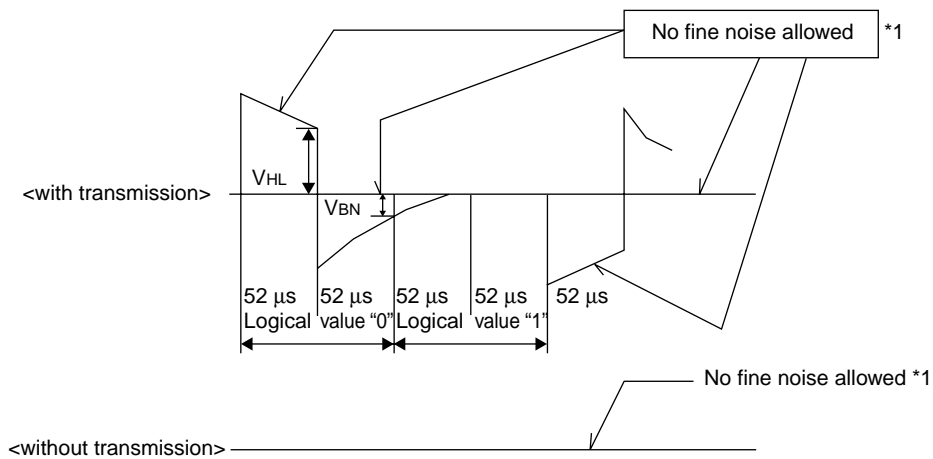 No fine noise allowed *1
<with transmission>
VHL
VBN
52 µs 52 µs 52 µs 52 µs 52 µs
Logical value “0” Logical value “1”
No fine noise allowed *1
<without transmission>